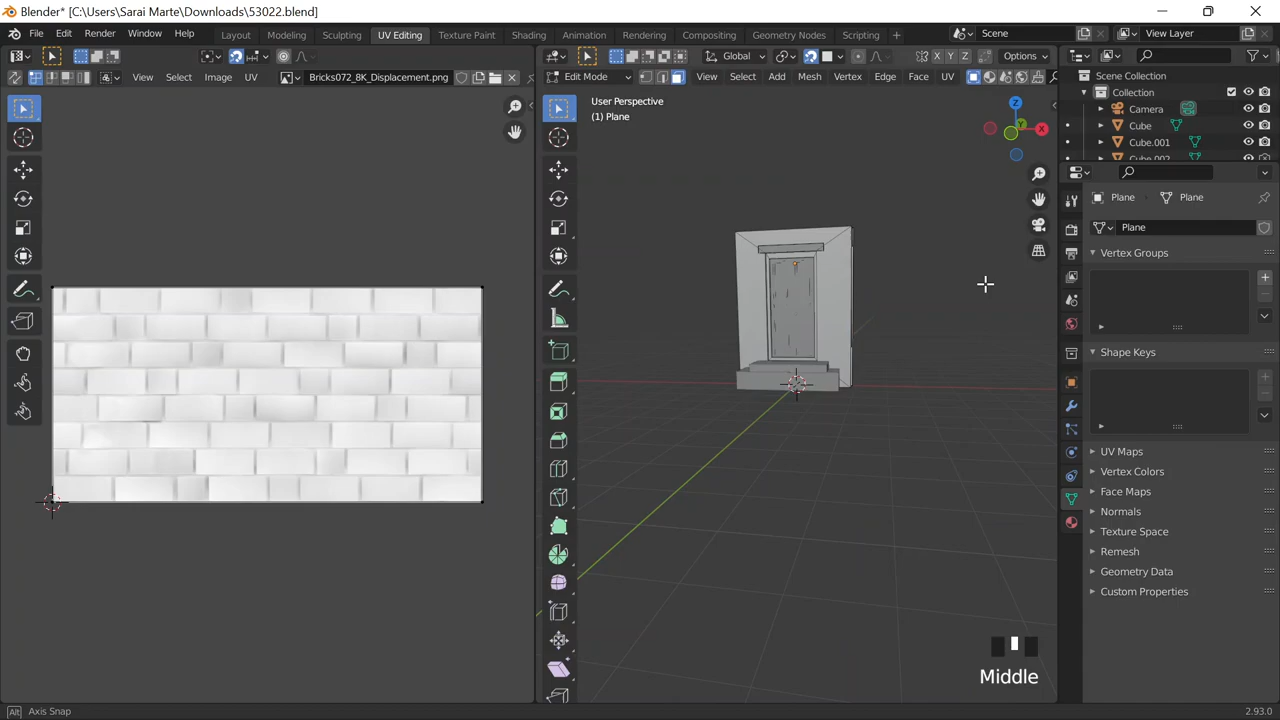 Blender* [C:\Users\Sarai Marte\Downloads\53022.blend]
File Edit Render Window Help Layout Modeling Sculpting UV Editing Texture Paint Shading Animation Rendering Compositing Geometry Nodes Scripting + Scene View Layer
Global Options
View Select Image UV Bricks072_8K_Displacement.png Edit Mode View Select Add Mesh Vertex Edge Face UV X Y Z
Scene Collection
Collection
Camera
Cube
Cube.001
Cube.002
User Perspective
(1) Plane
Z
X
Y
Plane Plane
Plane
Vertex Groups
Shape Keys
UV Maps
Vertex Colors
Face Maps
Normals
Texture Space
Remesh
Geometry Data
Custom Properties
Middle
Alt Axis Snap 2.93.0